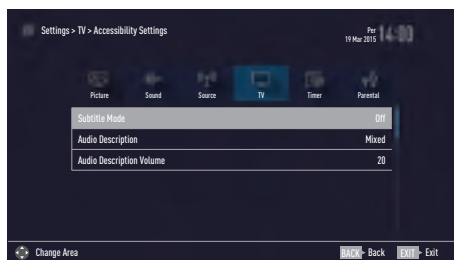 Settings > TV > Accessibility Settings
Per
19 Mar 2015 14:00
Picture Sound Source TV Timer Parental
Subtitle Mode Off
Audio Description Mixed
Audio Description Volume 20
Change Area BACK Back EXIT Exit